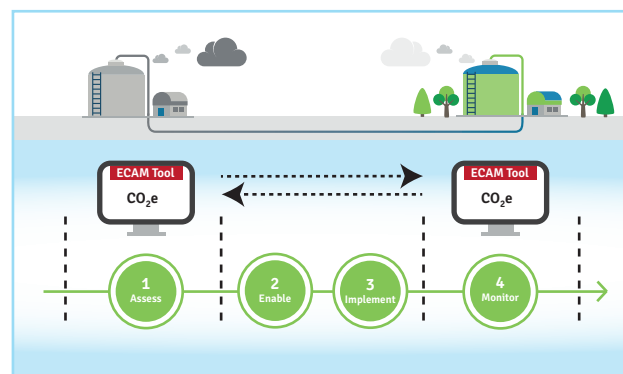 ECAM Tool
CO₂e
ECAM Tool
CO₂e
1
Assess
2
Enable
3
Implement
4
Monitor